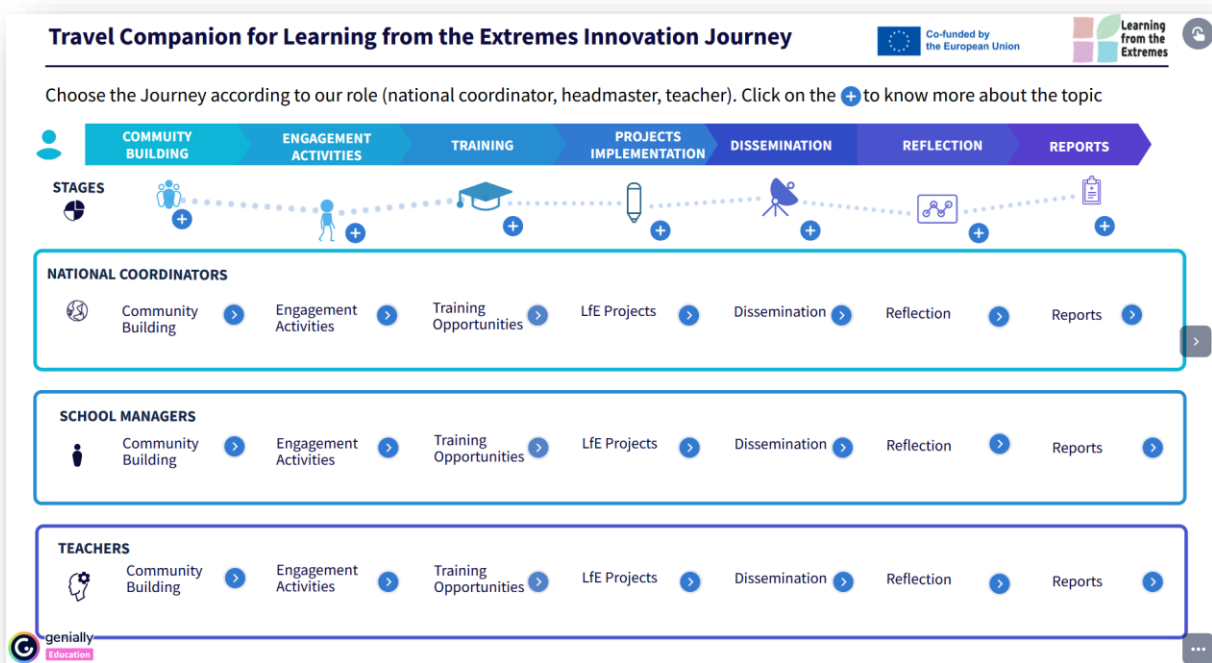 Travel Companion for Learning from the Extremes Innovation Journey
Co-funded by
the European Union
Learning
from the
Extremes
Choose the Journey according to our role (national coordinator, headmaster, teacher). Click on the + to know more about the topic
COMMUITY
BUILDING
ENGAGEMENT
ACTIVITIES
TRAINING
PROJECTS
IMPLEMENTATION
DISSEMINATION
REFLECTION
REPORTS
STAGES
NATIONAL COORDINATORS
Community
Building
Engagement
Activities
Training
Opportunities
LfE Projects
Dissemination
Reflection
Reports
SCHOOL MANAGERS
Community
Building
Engagement
Activities
Training
Opportunities
LfE Projects
Dissemination
Reflection
Reports
TEACHERS
Community
Building
Engagement
Activities
Training
Opportunities
LfE Projects
Dissemination
Reflection
Reports
genially
Education